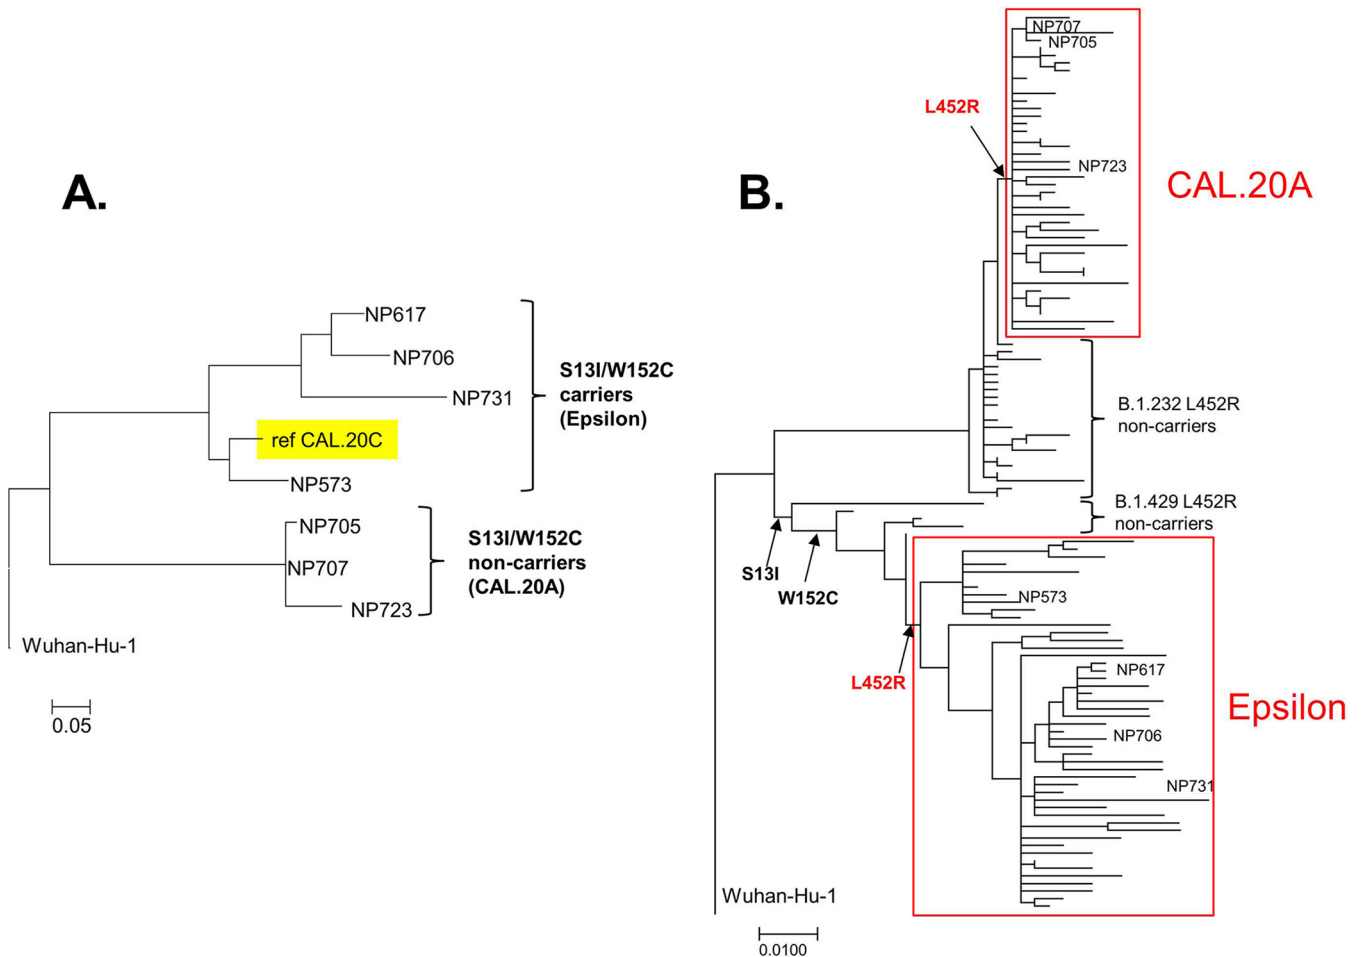 A.
NP617
NP706
NP731
ref CAL.20C
NP573
NP705
NP707
NP723
Wuhan-Hu-1
0.05
S13I/W152C
carriers
(Epsilon)
S13I/W152C
non-carriers
(CAL.20A)
B.
NP707
NP705
L452R
NP723
CAL.20A
B.1.232 L452R
non-carriers
B.1.429 L452R
non-carriers
S13I
W152C
NP573
L452R
NP617
Epsilon
NP706
NP731
Wuhan-Hu-1
0.0100